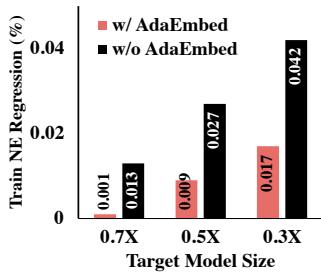 Train NE Regression (%)
0.04
0.02
0
w/ AdaEmbed
w/o AdaEmbed
0.001
0.013
0.009
0.027
0.017
0.042
0.7X 0.5X 0.3X
Target Model Size